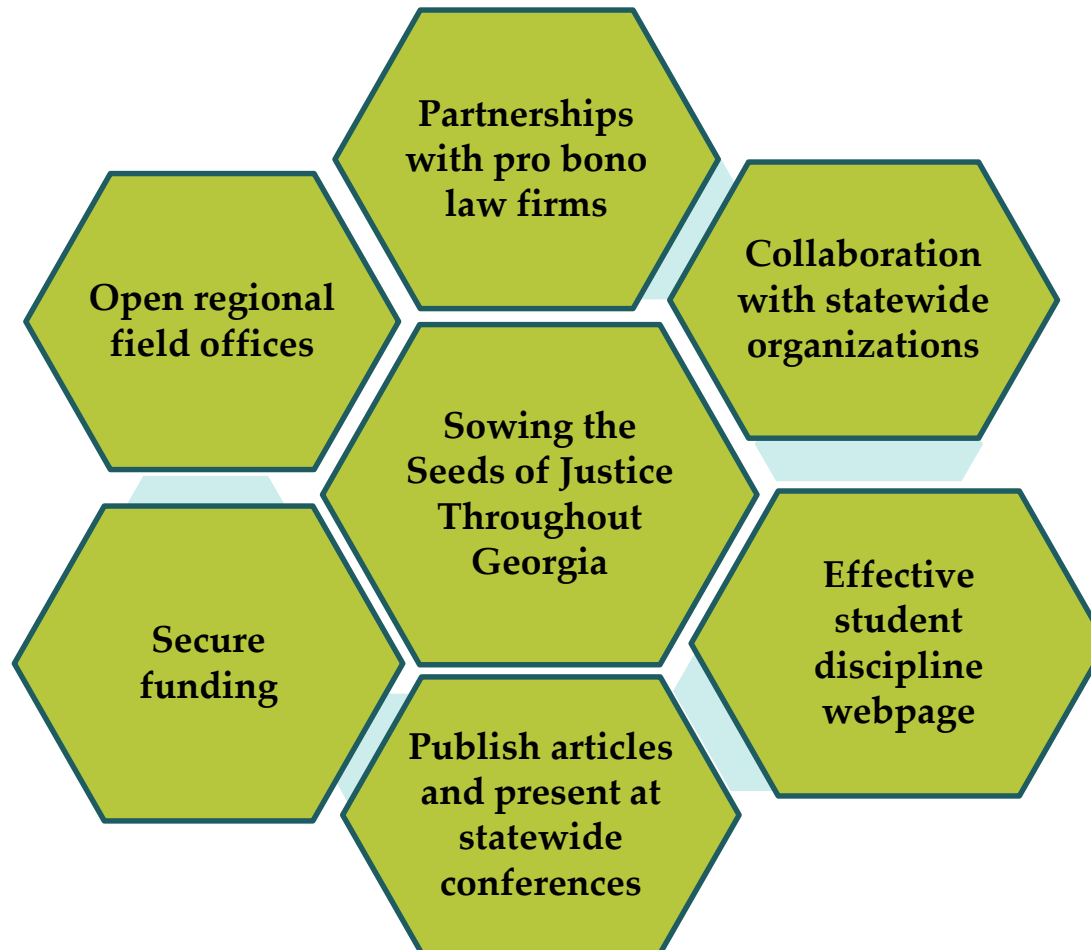 Partnerships
with pro bono
law firms
Collaboration
with statewide
organizations
Open regional
field offices
Sowing the
Seeds of Justice
Throughout
Georgia
Effective
student
discipline
webpage
Secure
funding
Publish articles
and present at
statewide
conferences